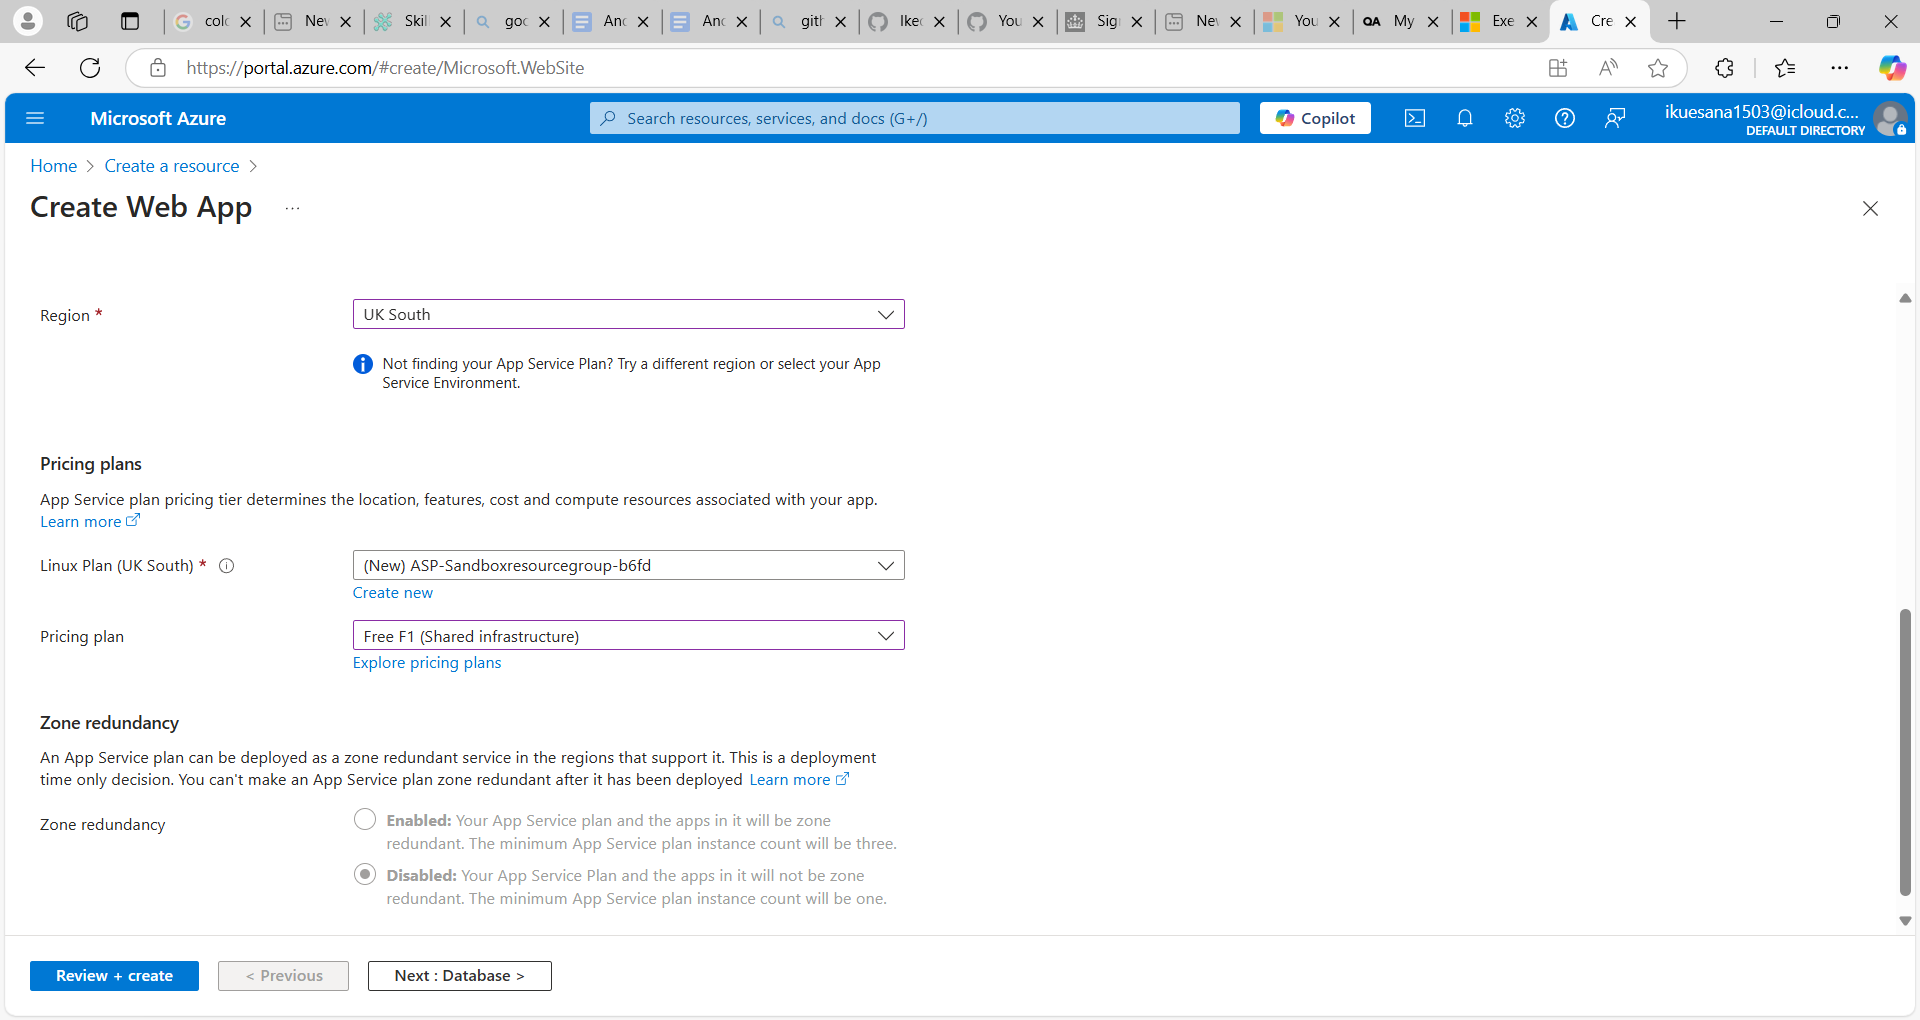 colo
New
Skill
goo
Anc
Anc
gith
Iked
You
Sig
New
You
QA My
Exe
Cre
https://portal.azure.com/#create/Microsoft.WebSite
Microsoft Azure
Search resources, services, and docs (G+/)
Copilot
ikuesana1503@icloud.c...
DEFAULT DIRECTORY
Home > Create a resource >
Create Web App ...
Region *
UK South
Not finding your App Service Plan? Try a different region or select your App
Service Environment.
Pricing plans
App Service plan pricing tier determines the location, features, cost and compute resources associated with your app.
Learn more
Linux Plan (UK South) *
(New) ASP-Sandboxresourcegroup-b6fd
Create new
Pricing plan
Free F1 (Shared infrastructure)
Explore pricing plans
Zone redundancy
An App Service plan can be deployed as a zone redundant service in the regions that support it. This is a deployment
time only decision. You can't make an App Service plan zone redundant after it has been deployed Learn more
Zone redundancy
Enabled: Your App Service plan and the apps in it will be zone
redundant. The minimum App Service plan instance count will be three.
Disabled: Your App Service Plan and the apps in it will not be zone
redundant. The minimum App Service plan instance count will be one.
Review + create
< Previous
Next : Database >